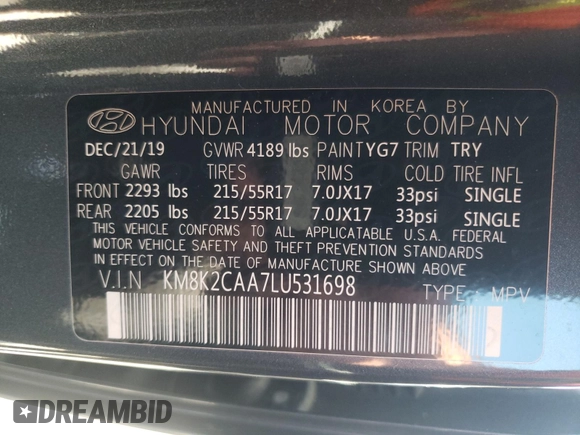 MANUFACTURED IN KOREA BY
HYUNDAI MOTOR COMPANY
DEC/21/19 GVWR 4189 lbs PAINT YG7 TRIM TRY
GAWR TIRES RIMS COLD TIRE INFL
FRONT 2293 lbs 215/55R17 7.0JX17 33psi SINGLE
REAR 2205 lbs 215/55R17 7.0JX17 33psi SINGLE
THIS VEHICLE CONFORMS TO ALL APPLICATABLE U.S.A. FEDERAL
MOTOR VEHICLE SAFETY AND THEFT PREVENTION STANDARDS
IN EFFECT ON THE DATE OF MANUFACTURE SHOWN ABOVE.
V.I.N KM8K2CAA7LU531698 TYPE : MPV
DREAMBID